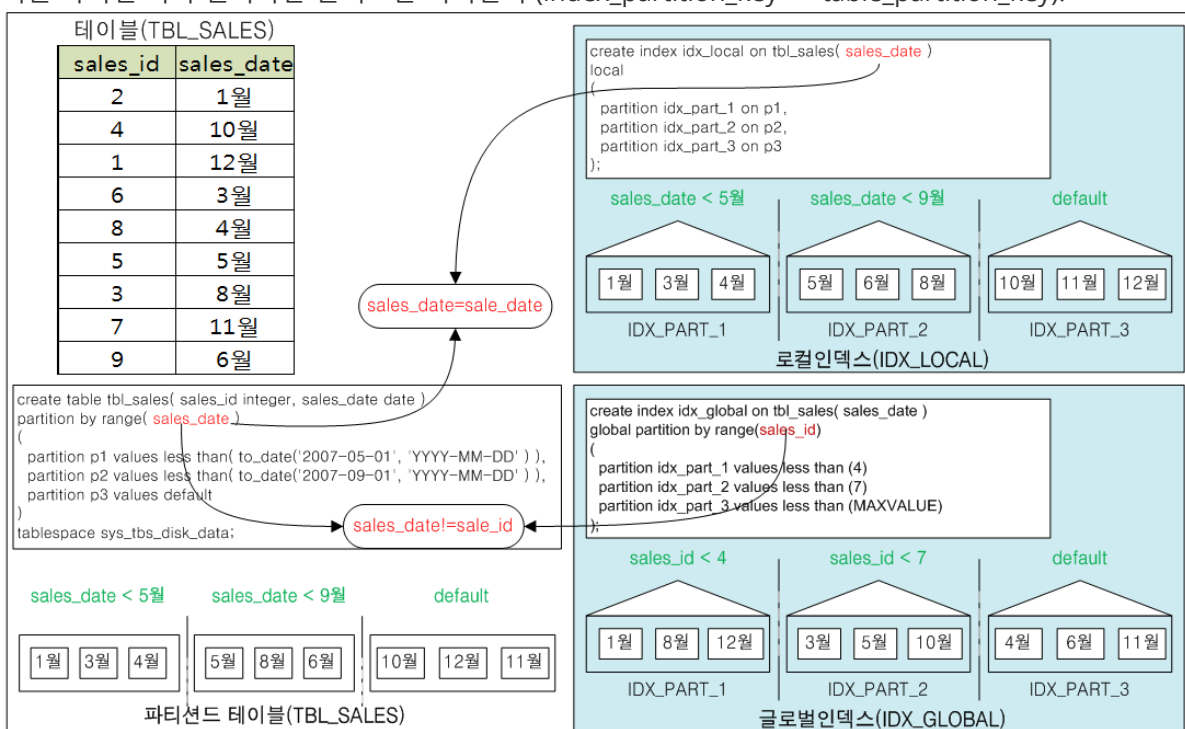 (index_partition_key
table_partition_key).
테이블(TBL_SALES)
sales_id sales_date
2 1월
4 10월
1 12월
6 3월
8 4월
5 5월
3 8월
7 11월
9 6월
create table tbl_sales( sales_id integer, sales_date date )
partition by range( sales_date )
(
partition p1 values less than( to_date('2007-05-01', 'YYYY-MM-DD' ) ),
partition p2 values less than( to_date('2007-09-01', 'YYYY-MM-DD' ) ),
partition p3 values default
)
tablespace sys_tbs_disk_data;
sales_date=sale_date
sales_date!=sale_id
sales_date < 5월 sales_date < 9월 default
1월 3월 4월 5월 8월 6월 10월 12월 11월
파티션드 테이블(TBL_SALES)
create index idx_local on tbl_sales( sales_date )
local
(
partition idx_part_1 on p1,
partition idx_part_2 on p2,
partition idx_part_3 on p3
);
sales_date < 5월 sales_date < 9월 default
1월 3월 4월 5월 6월 8월 10월 11월 12월
IDX_PART_1 IDX_PART_2 IDX_PART_3
로컬인덱스(IDX_LOCAL)
create index idx_global on tbl_sales( sales_date )
global partition by range(sales_id)
(
partition idx_part_1 values less than (4)
partition idx_part_2 values less than (7)
partition idx_part_3 values less than (MAXVALUE)
);
sales_id < 4 sales_id < 7 default
1월 8월 12월 3월 5월 10월 4월 6월 11월
IDX_PART_1 IDX_PART_2 IDX_PART_3
글로벌인덱스(IDX_GLOBAL)